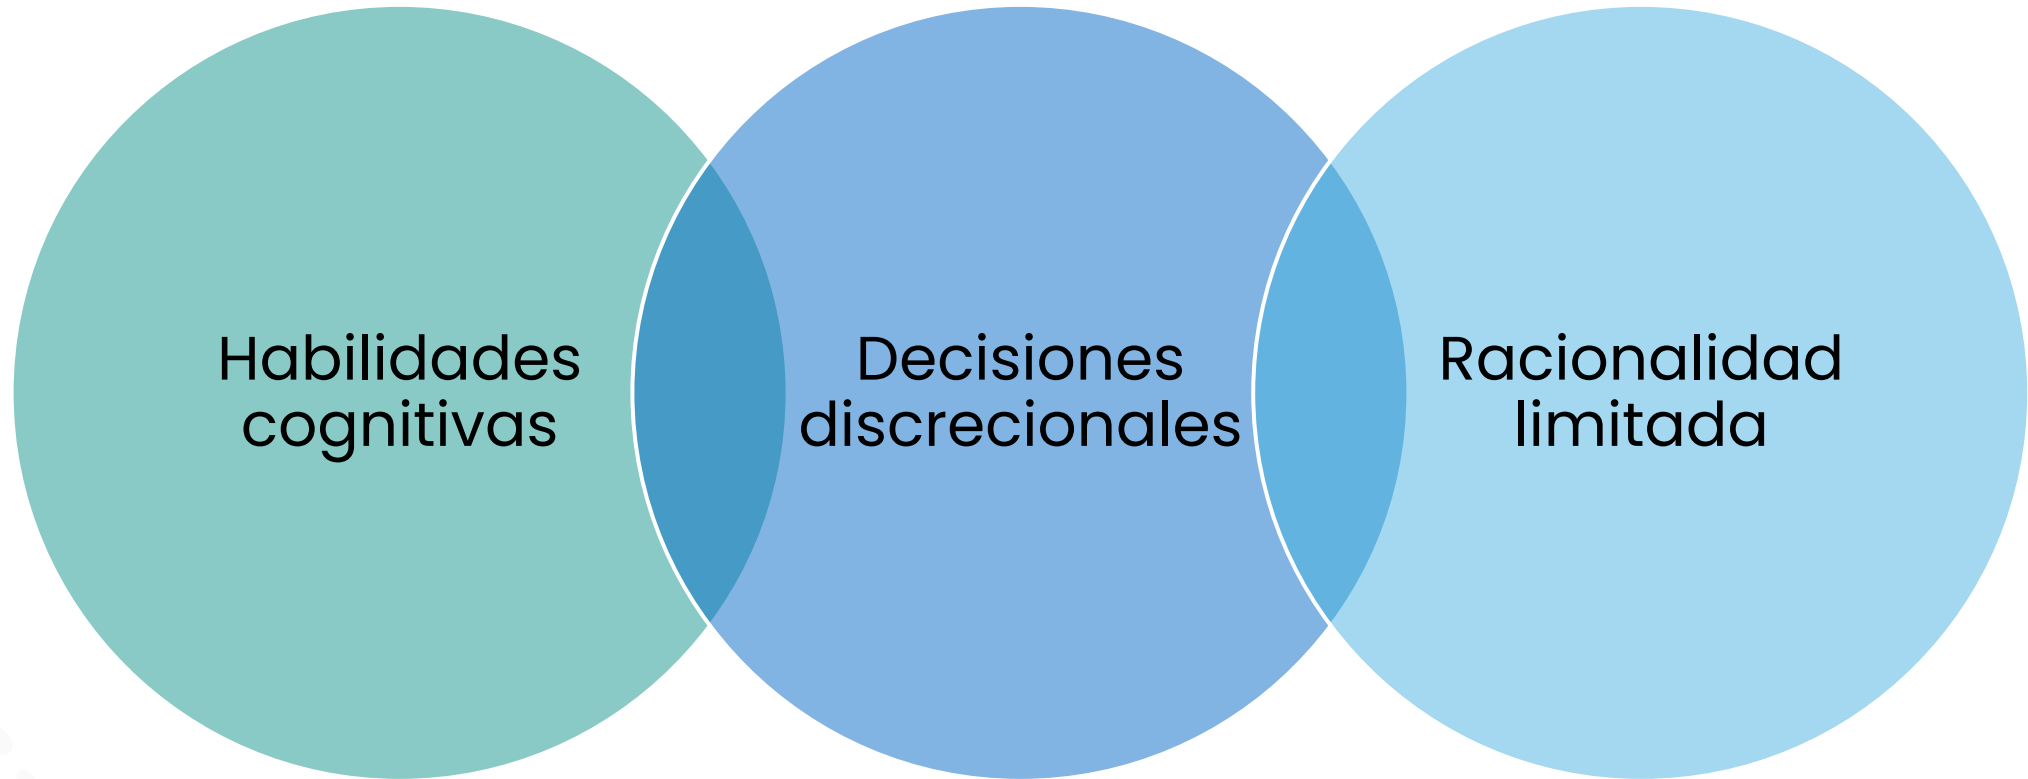 Habilidades
cognitivas
Decisiones
discrecionales
Racionalidad
limitada